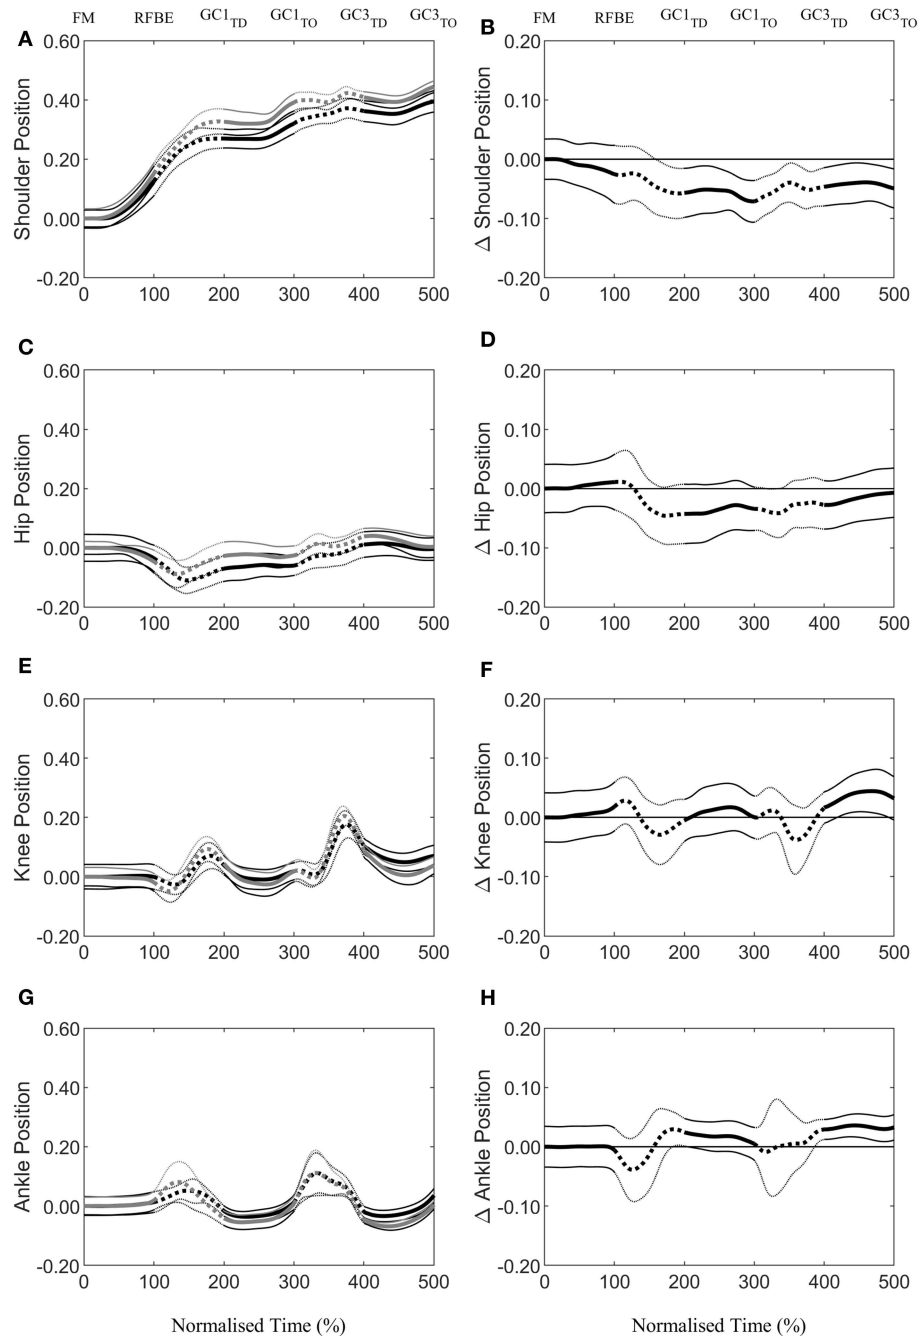 FM RFBE GC1TD GC1TO GC3TD GC3TO GC1TD GC1TO GC3TD GC3TO
FM RFBE
A
0.60
0.40
0.20
0.00
-0.20
Shoulder Position
0 100 200 300 400 500
B
0.20
0.10
0.00
-0.10
-0.20
Δ Shoulder Position
0 100 200 300 400 500
C
0.60
0.40
0.20
0.00
-0.20
Hip Position
0 100 200 300 400 500
D
0.20
0.10
0.00
-0.10
-0.20
Δ Hip Position
0 100 200 300 400 500
E
0.60
0.40
0.20
0.00
-0.20
Knee Position
0 100 200 300 400 500
F
0.20
0.10
0.00
-0.10
-0.20
Δ Knee Position
0 100 200 300 400 500
G
0.60
0.40
0.20
0.00
-0.20
Ankle Position
0 100 200 300 400 500
H
0.20
0.10
0.00
-0.10
-0.20
Δ Ankle Position
0 100 200 300 400 500
Normalised Time (%)
Normalised Time (%)